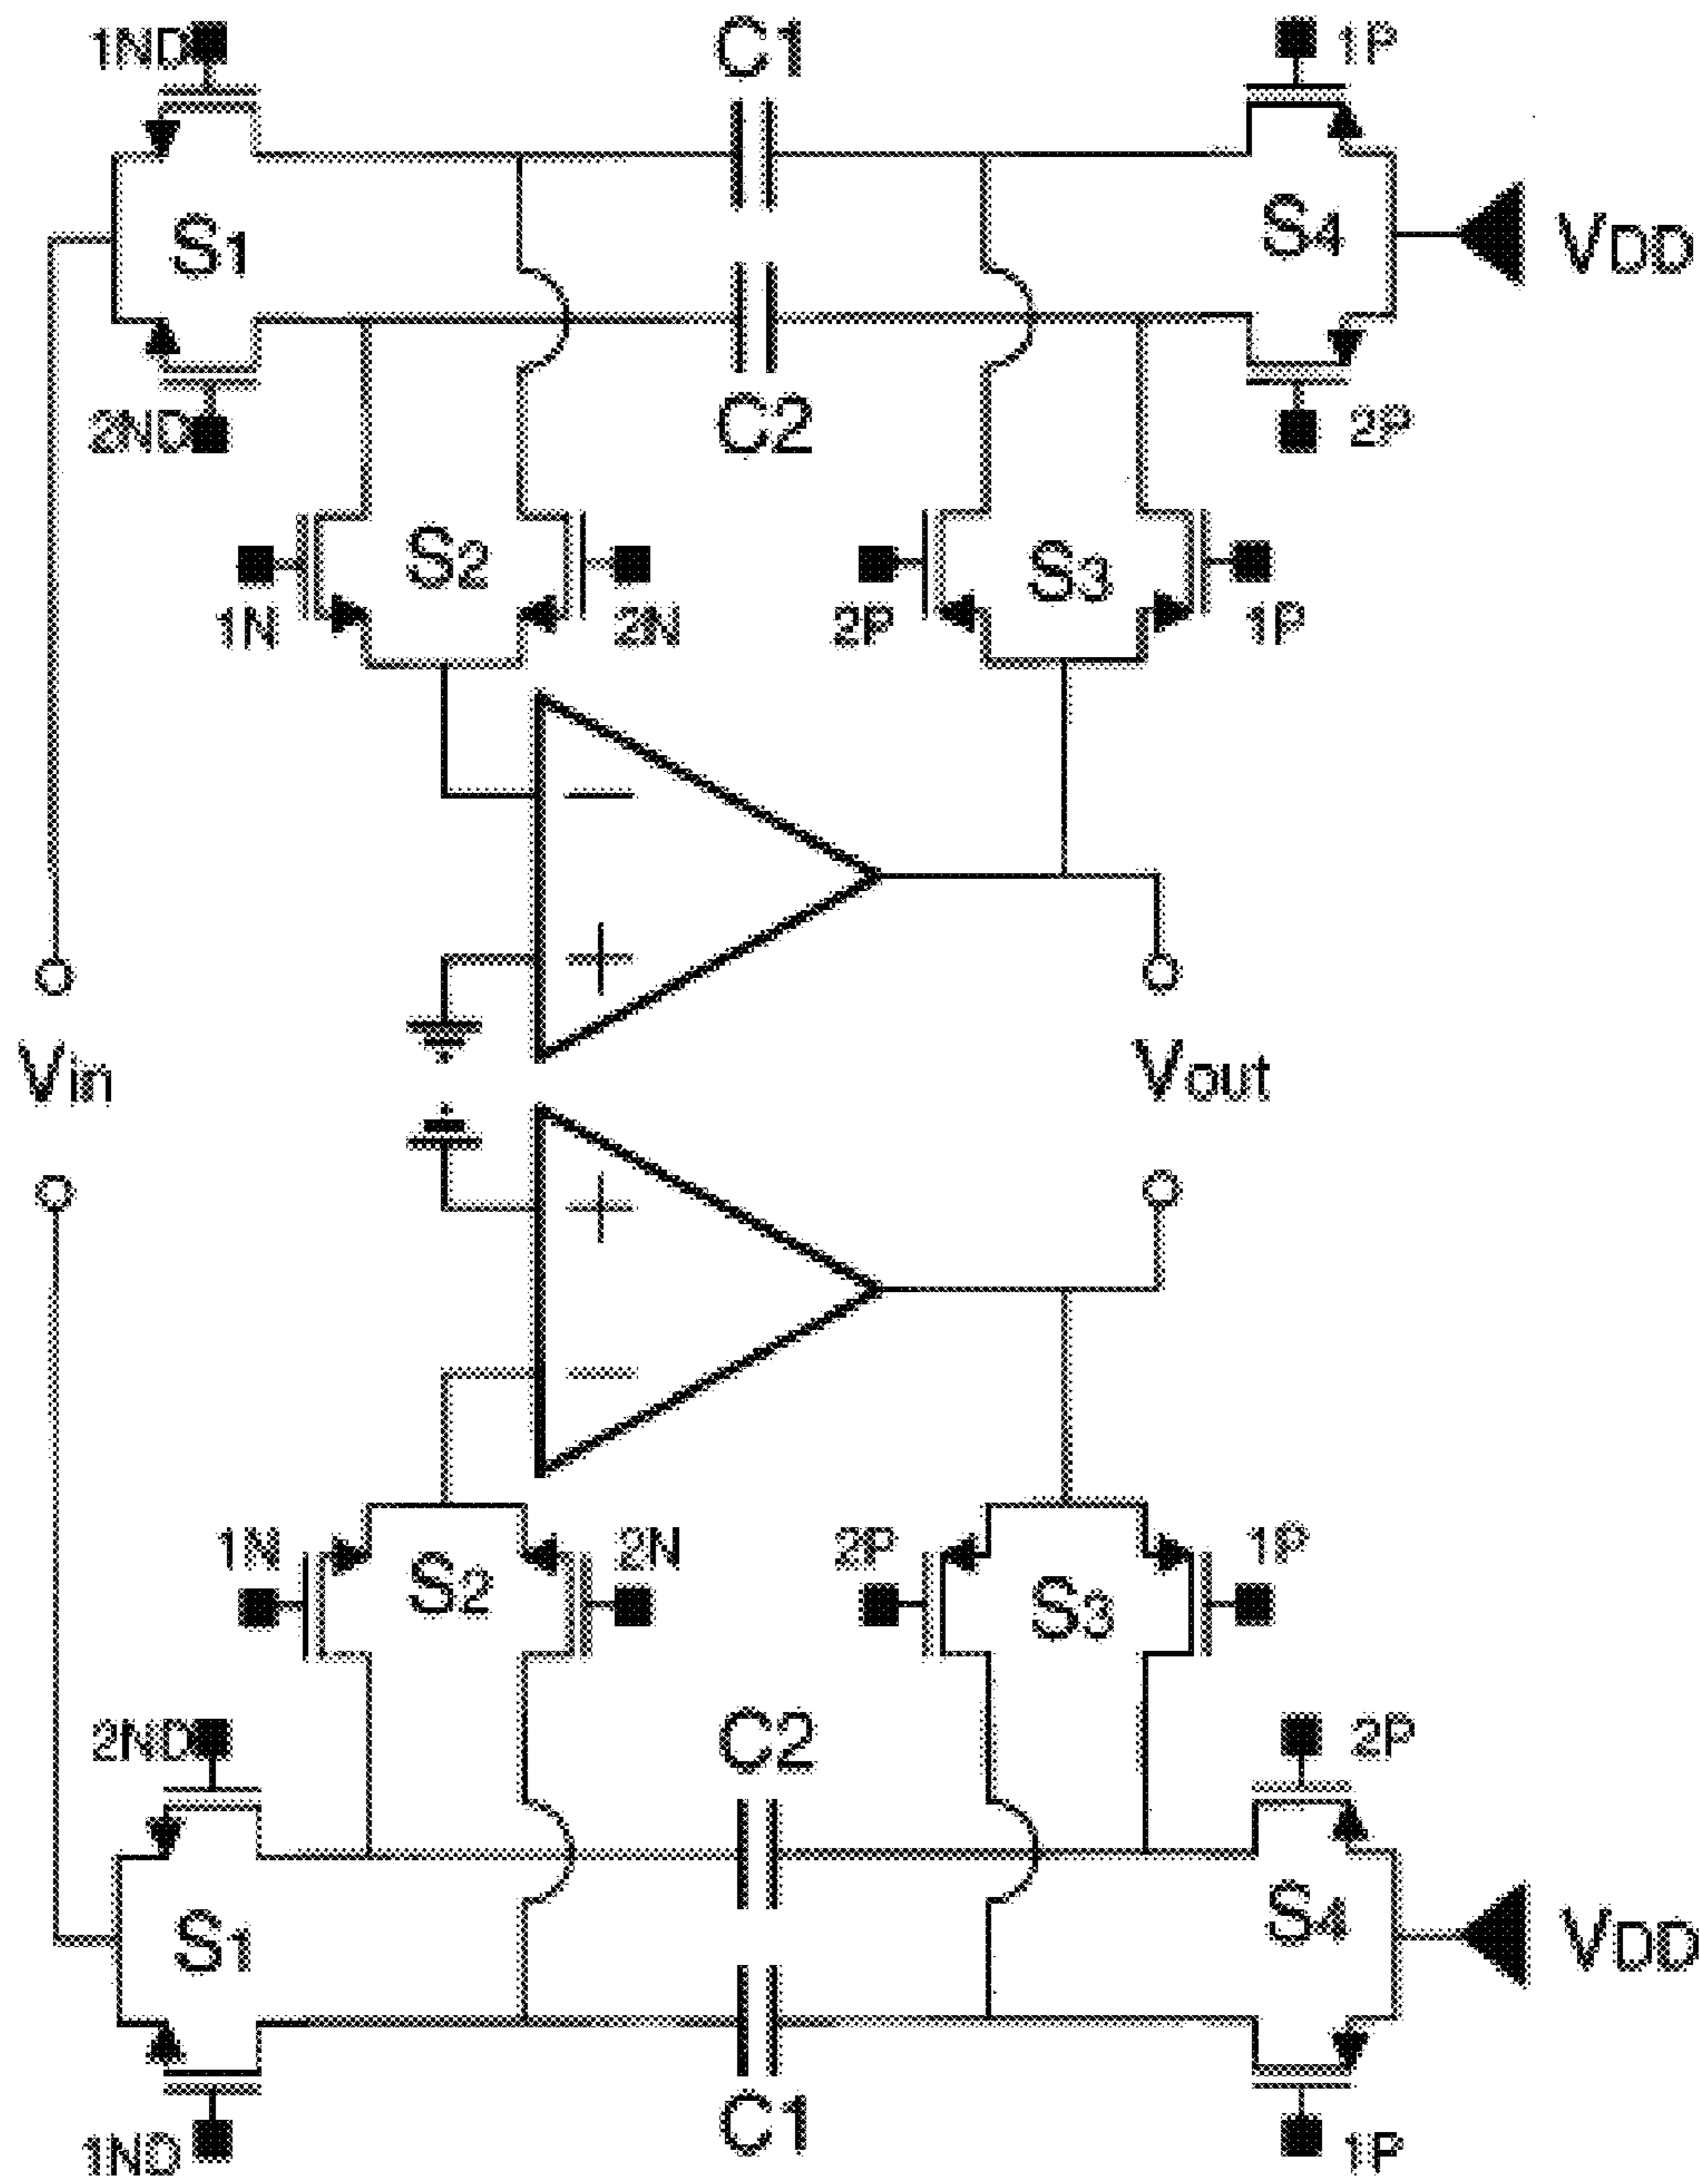 1ND C1 1P
S1 S4 VDD
2ND C2 2P
S2 S3
1N 2N 2P 1P
−
+
Vin Vout
+
−
1N 2N 2P 1P
S2 S3
2ND C2 2P
S1 S4 VDD
1ND C1 1P